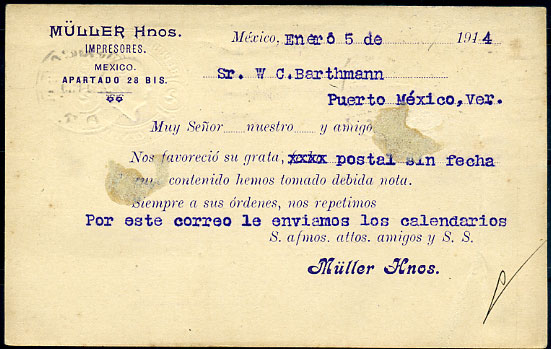 MÜLLER Hnos.
IMPRESORES.
MEXICO.
APARTADO 28 BIS.
México, Enero 5 de 1914
Sr. W C.Barthmann
Puerto México,Ver.
Muy Señor nuestro y amigo
Nos favoreció su grata, xxxx postal sin fecha
contenido hemos tomado debida nota.
Siempre a sus órdenes, nos repetimos
Por este correo le enviamos los calendarios
S. afmos. attos. amigos y S. S.
Müller Hnos.